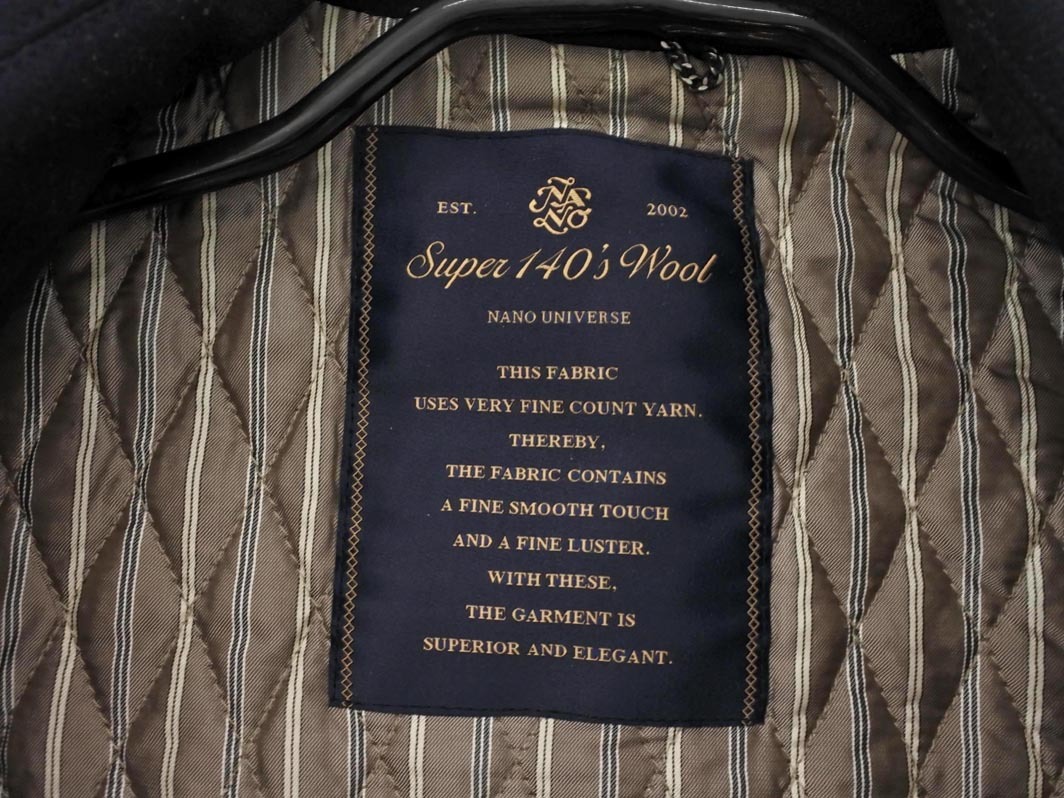 NANO
EST. 2002
Super 140's Wool
NANO UNIVERSE
THIS FABRIC
USES VERY FINE COUNT YARN.
THEREBY,
THE FABRIC CONTAINS
A FINE SMOOTH TOUCH
AND A FINE LUSTER.
WITH THESE,
THE GARMENT IS
SUPERIOR AND ELEGANT.